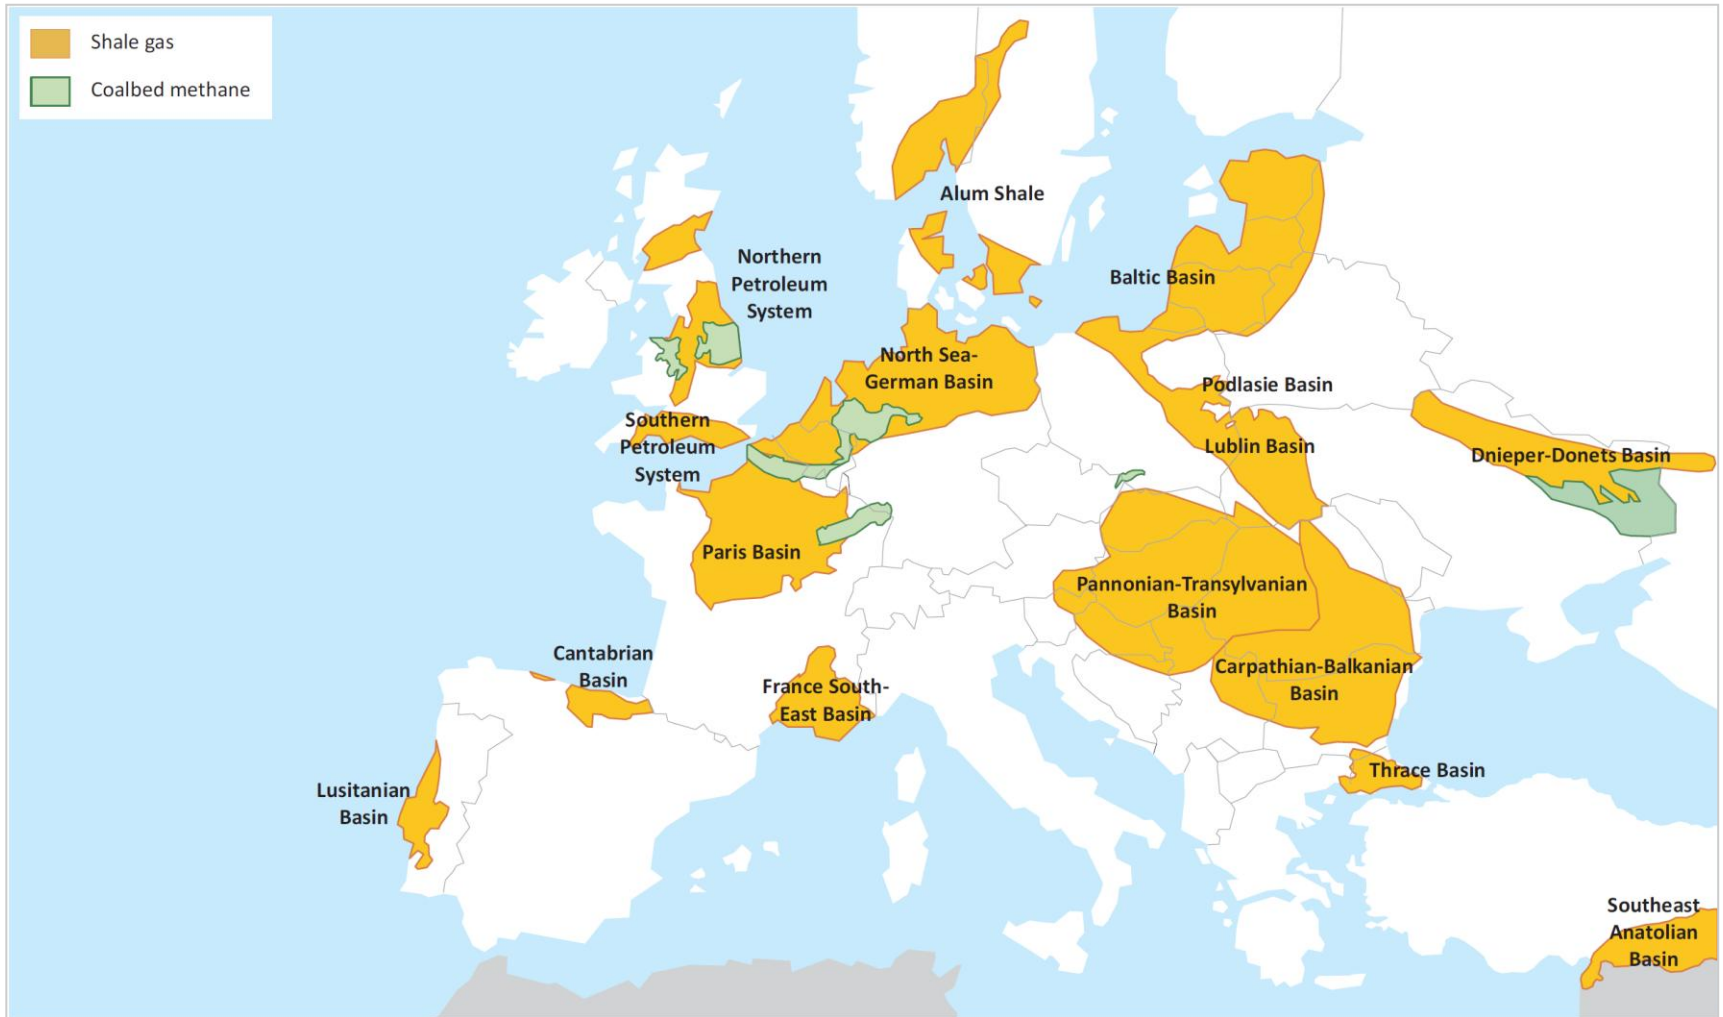 Shale gas
Coalbed methane
Alum Shale
Northern
Petroleum
System
Baltic Basin
North Sea-
German Basin
Podlasie Basin
Southern
Petroleum
System
Lublin Basin
Dnieper-Donets Basin
Paris Basin
Pannonian-Transylvanian
Basin
Cantabrian
Basin
Carpathian-Balkanian
Basin
France South-
East Basin
Thrace Basin
Lusitanian
Basin
Southeast
Anatolian
Basin